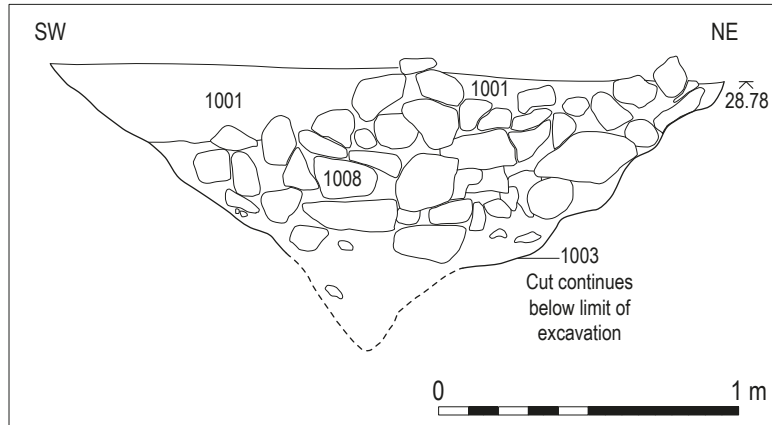 SW
NE
1001
1001
28.78
1008
1003
Cut continues
below limit of
excavation
0
1 m